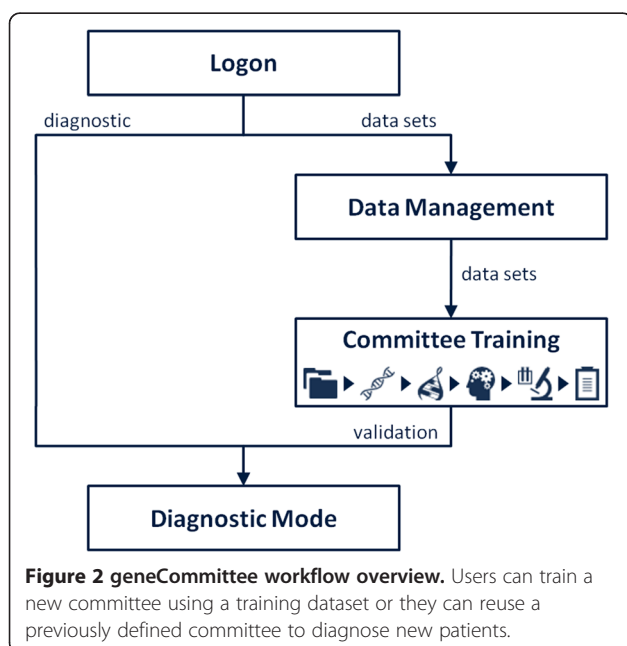 Logon
diagnostic
data sets
Data Management
data sets
Committee Training
validation
Diagnostic Mode
Figure 2 geneCommittee workflow overview. Users can train a
new committee using a training dataset or they can reuse a
previously defined committee to diagnose new patients.